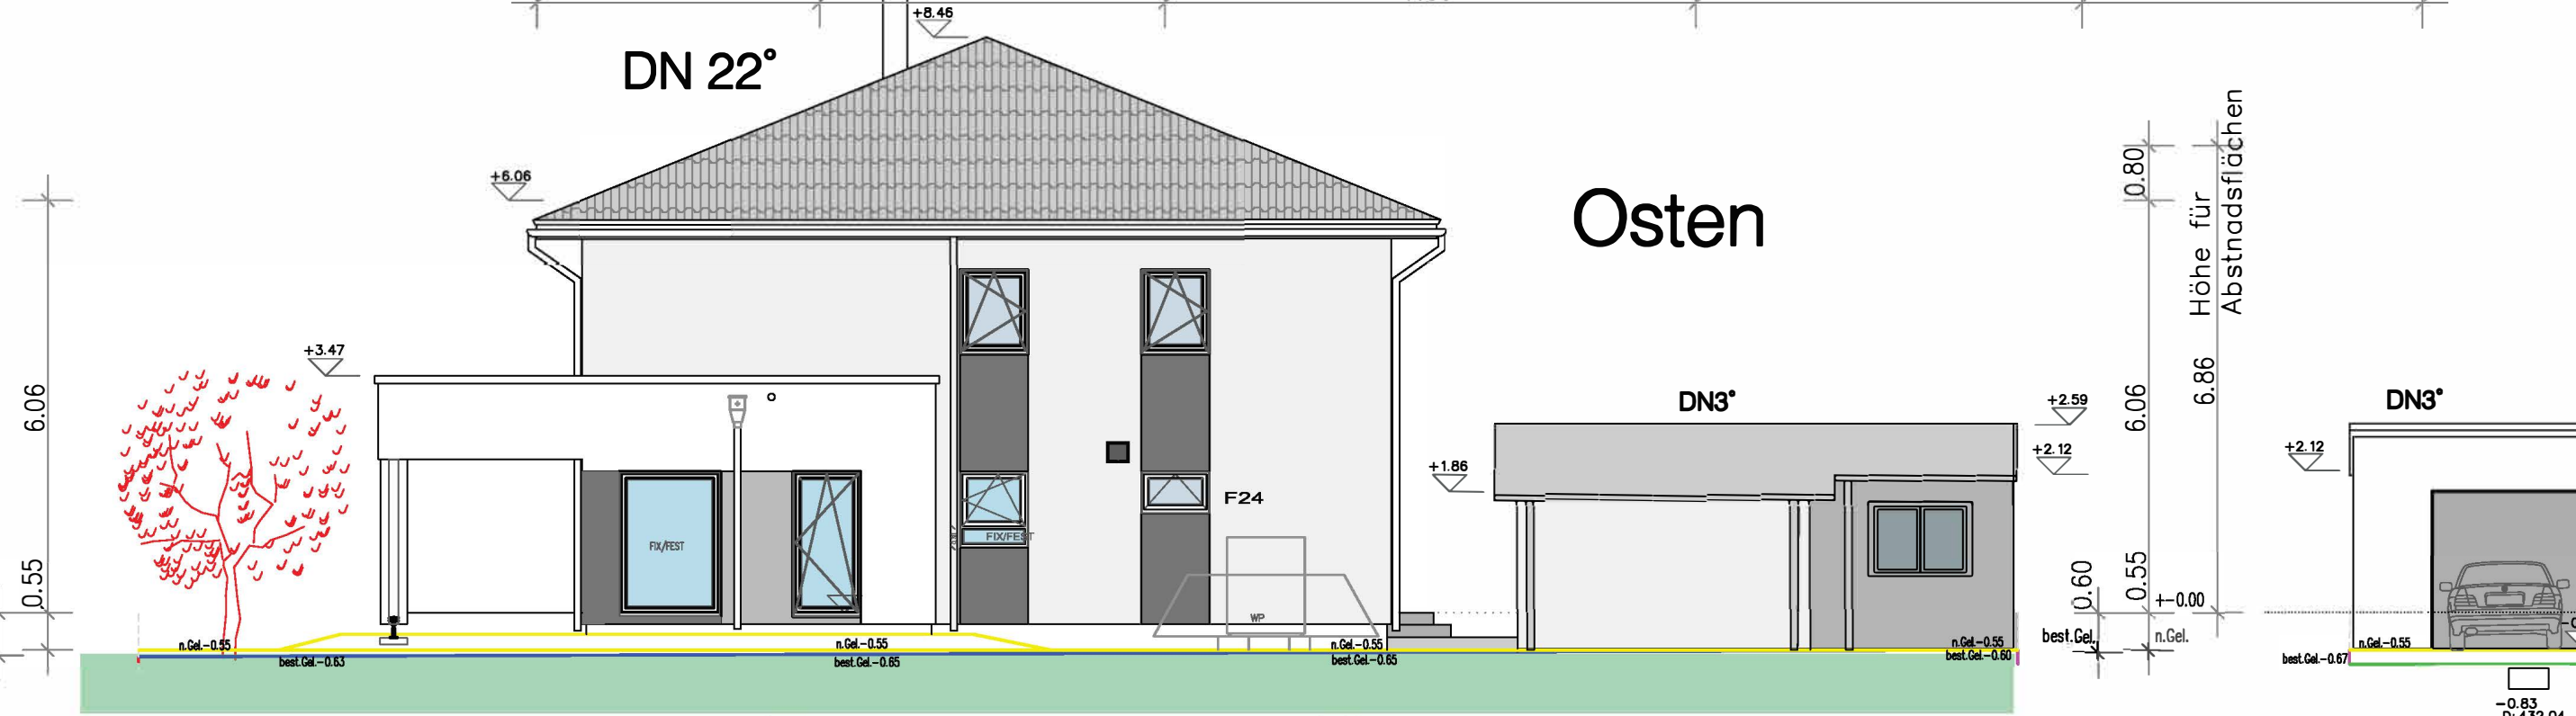 +8.46
DN 22°
+6.06
Osten
0.80
Höhe für
Abstnadsflächen
+3.47
6.06
6.06
6.86
DN3°
+2.59
+2.12
+1.86
DN3°
+2.12
F24
FIX/FEST
FIX/FEST
WP
0.55
0.60
0.55
+-0.00
best.Gel.
n.Gel.
n.Gel.-0.55
best.Gel.-0.63
n.Gel.-0.55
best.Gel.-0.65
n.Gel.-0.55
best.Gel.-0.65
n.Gel.-0.55
best.Gel.-0.60
n.Gel.-0.55
best.Gel.-0.67
-0.83